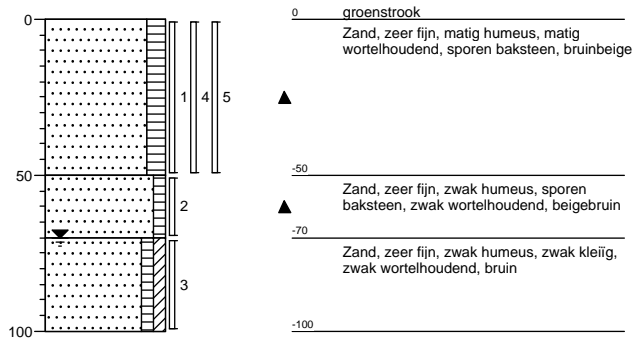 0
50
100
1
4
5
2
3
0
groenstrook
Zand, zeer fijn, matig humeus, matig
wortelhoudend, sporen baksteen, bruinbeige
-50
Zand, zeer fijn, zwak humeus, sporen
baksteen, zwak wortelhoudend, beigebruin
-70
Zand, zeer fijn, zwak humeus, zwak kleiïg,
zwak wortelhoudend, bruin
-100